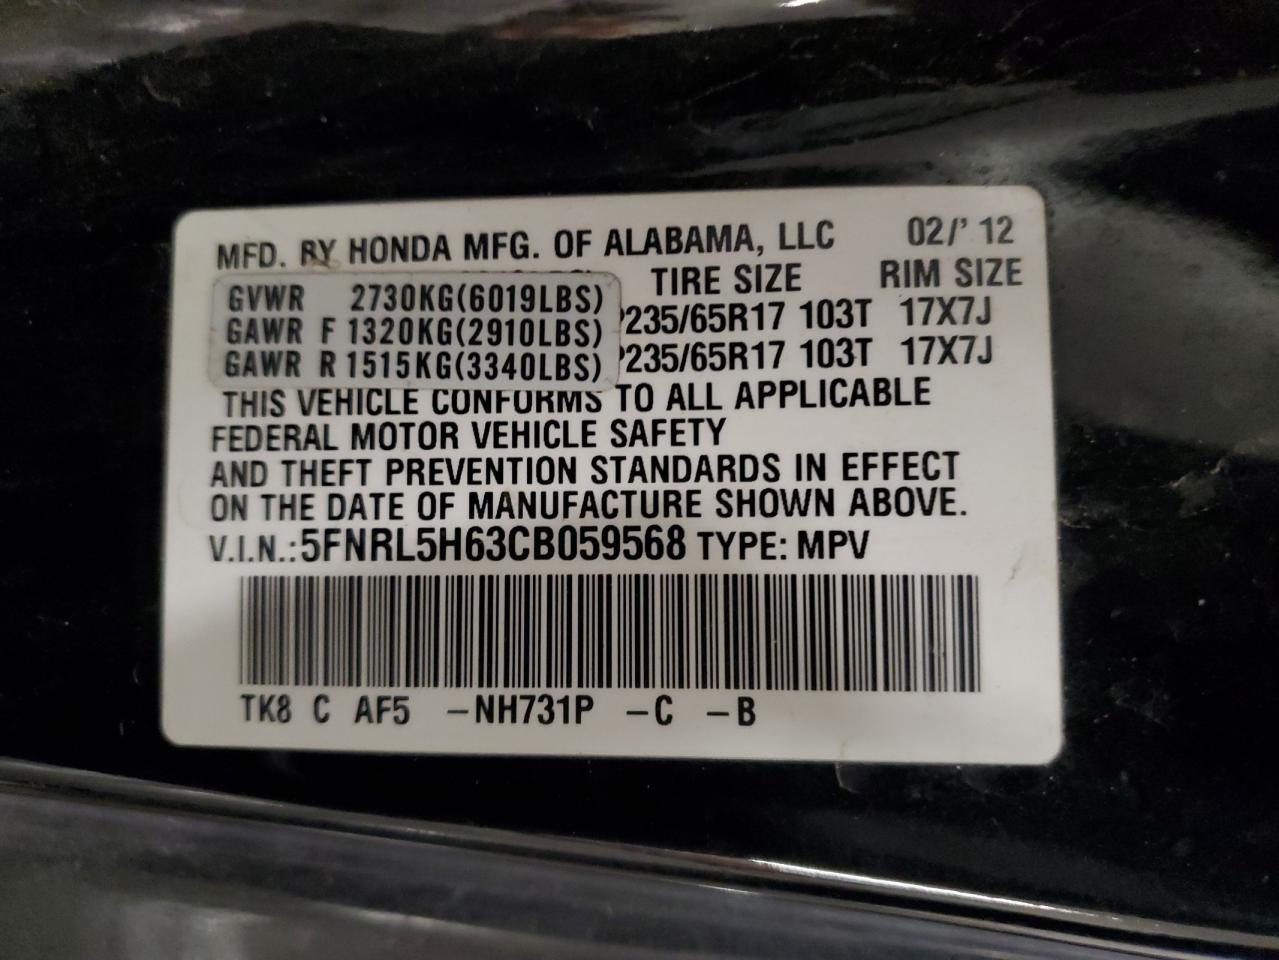 MFD. BY HONDA MFG. OF ALABAMA, LLC 02/' 12
TIRE SIZE RIM SIZE
GVWR 2730KG(6019LBS)
GAWR F 1320KG(2910LBS) P235/65R17 103T 17X7J
GAWR R 1515KG(3340LBS) P235/65R17 103T 17X7J
THIS VEHICLE CONFORMS TO ALL APPLICABLE
FEDERAL MOTOR VEHICLE SAFETY
AND THEFT PREVENTION STANDARDS IN EFFECT
ON THE DATE OF MANUFACTURE SHOWN ABOVE.
V.I.N.:5FNRL5H63CB059568 TYPE: MPV
TK8 C AF5 -NH731P -C -B